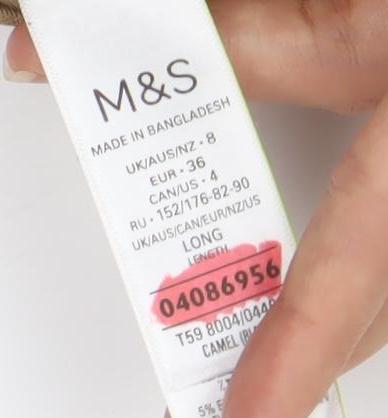 M&S
MADE IN BANGLADESH
UK/AUS/NZ · 8
EUR · 36
CAN/US · 4
RU · 152/176-82-90
UK/AUS/CAN/EUR/NZ/US
LONG
LENGTH
04086956
T59 8004/0446
CAMEL
5%